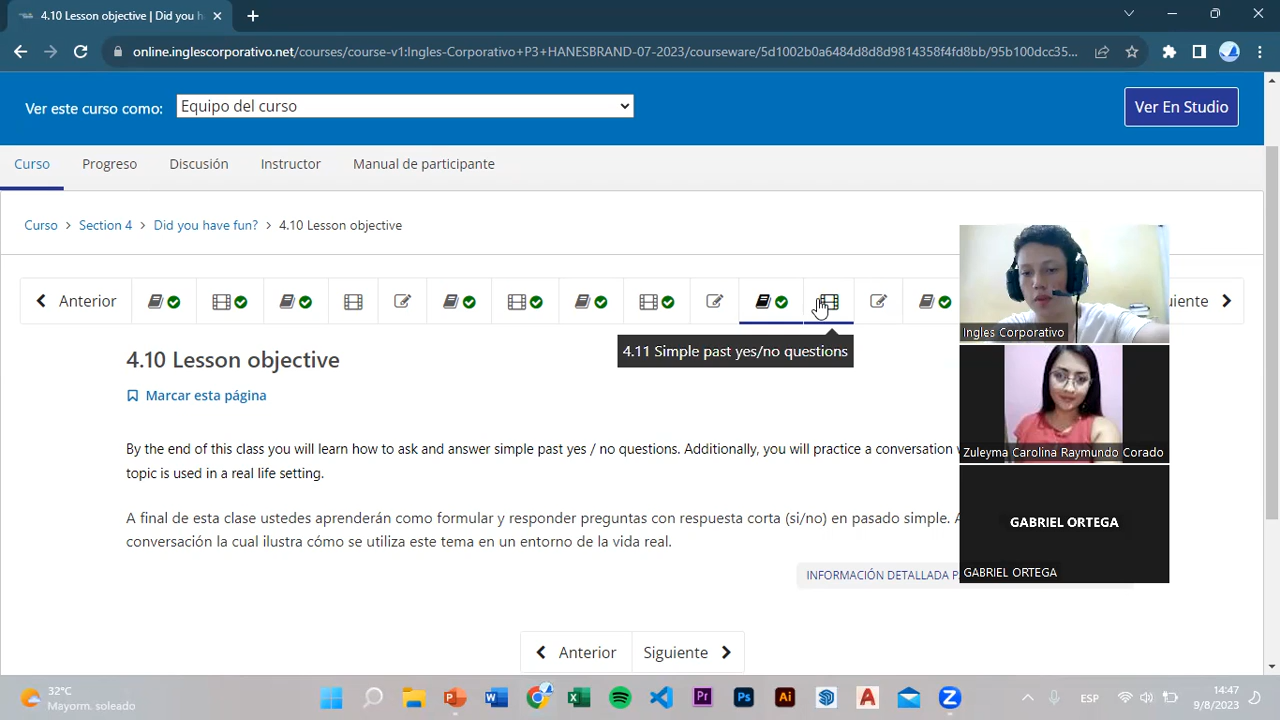 4.10 Lesson objective | Did you h
online.inglescorporativo.net/courses/course-v1:Ingles-Corporativo+P3+HANESBRAND-07-2023/courseware/5d1002b0a6484d8d8d9814358f4fd8bb/95b100dcc35...
Ver este curso como:
Equipo del curso
Ver En Studio
Curso
Progreso
Discusión
Instructor
Manual de participante
Curso > Section 4 > Did you have fun? > 4.10 Lesson objective
Anterior
uiente
4.11 Simple past yes/no questions
4.10 Lesson objective
Marcar esta página
By the end of this class you will learn how to ask and answer simple past yes / no questions. Additionally, you will practice a conversation
topic is used in a real life setting.
A final de esta clase ustedes aprenderán como formular y responder preguntas con respuesta corta (si/no) en pasado simple. A
conversación la cual ilustra cómo se utiliza este tema en un entorno de la vida real.
INFORMACIÓN DETALLADA P
Anterior
Siguiente
Ingles Corporativo
Zuleyma Carolina Raymundo Corado
GABRIEL ORTEGA
GABRIEL ORTEGA
32°C
Mayorm. soleado
ESP
14:47
9/8/2023